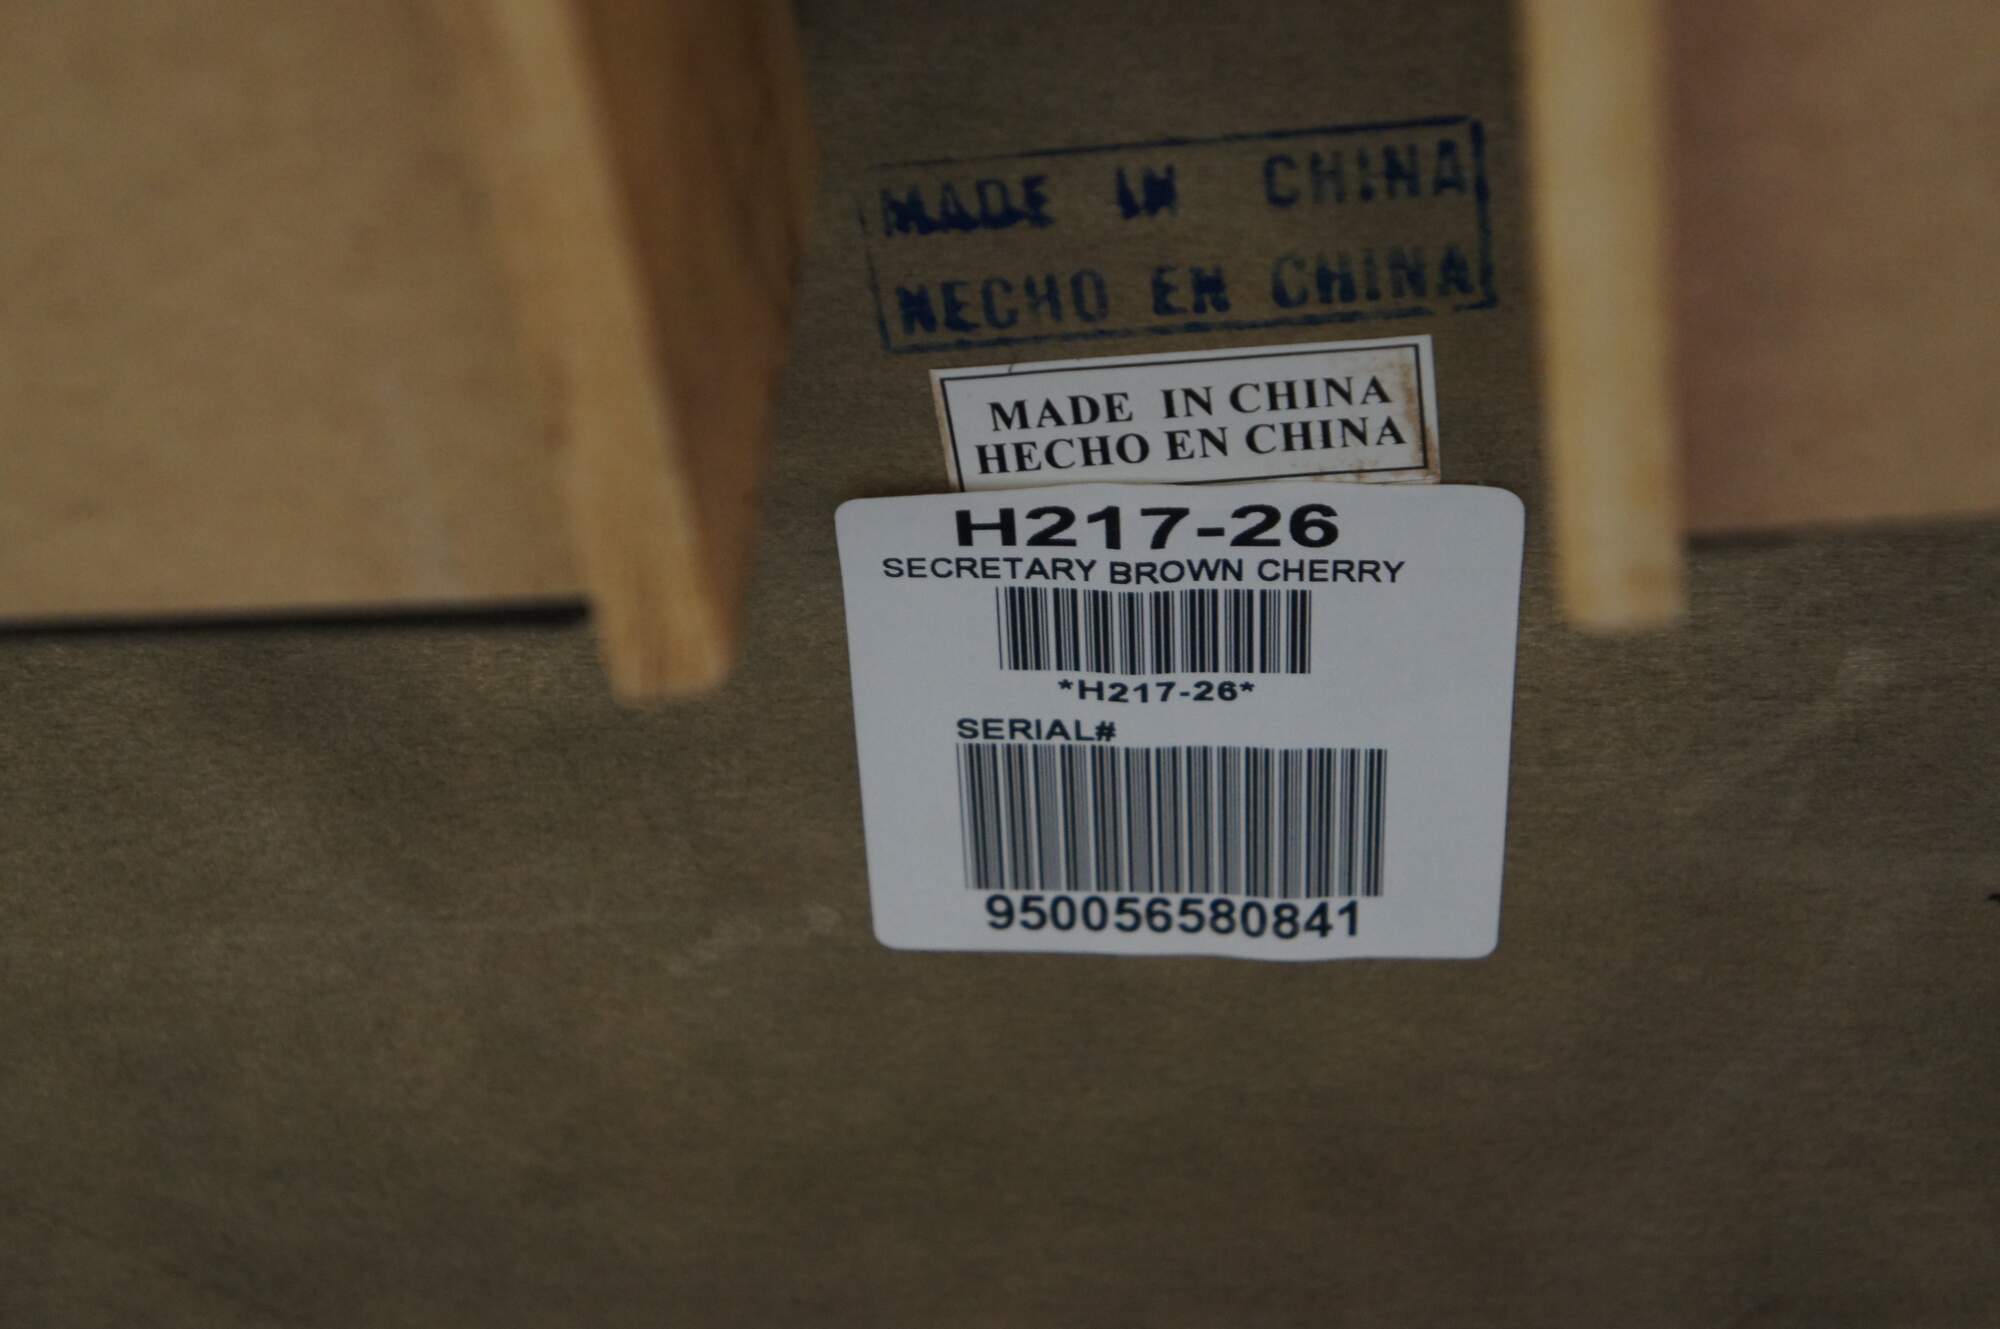 MADE IN CHINA
HECHO EN CHINA
MADE IN CHINA
HECHO EN CHINA
H217-26
SECRETARY BROWN CHERRY
*H217-26*
SERIAL#
950056580841